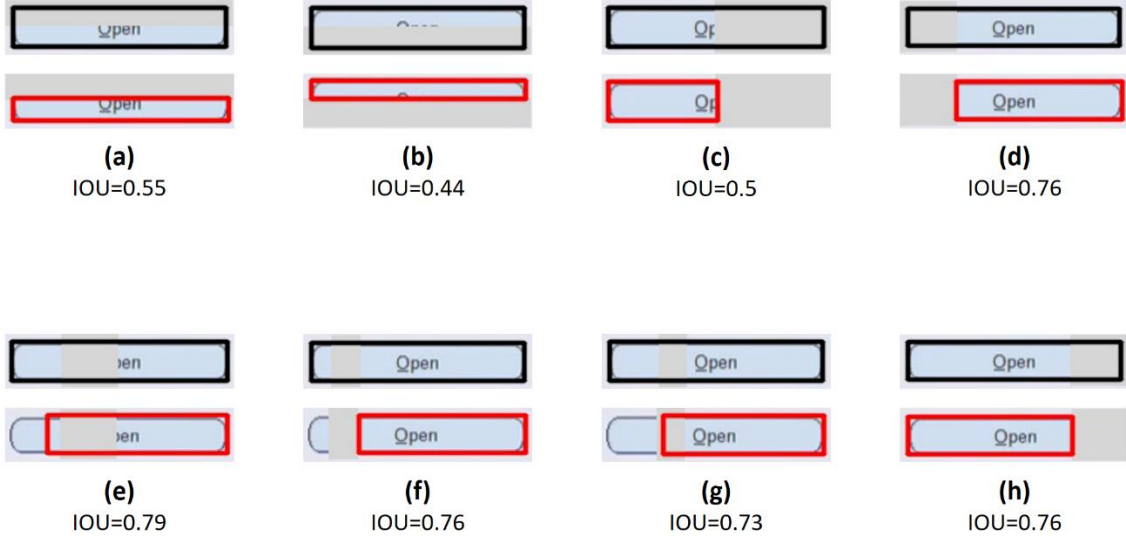 Open
Op
Open
Open
Op
Open
(a)
(b)
(c)
(d)
IOU=0.55
IOU=0.44
IOU=0.5
IOU=0.76
pen
Open
Open
Open
pen
Open
Open
Open
(e)
(f)
(g)
(h)
IOU=0.79
IOU=0.76
IOU=0.73
IOU=0.76